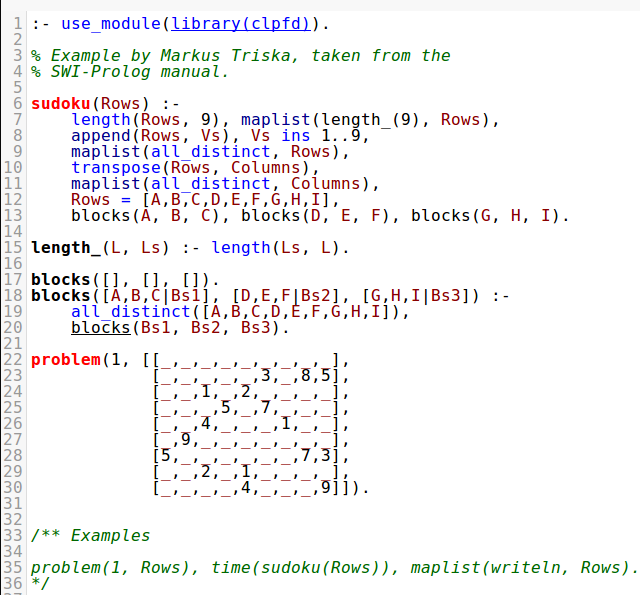 1 :- use_module(library(clpfd)).
2
3 % Example by Markus Triska, taken from the
4 % SWI-Prolog manual.
5
6 sudoku(Rows) :-
7     length(Rows, 9), maplist(length_(9), Rows),
8     append(Rows, Vs), Vs ins 1..9,
9     maplist(all_distinct, Rows),
10     transpose(Rows, Columns),
11     maplist(all_distinct, Columns),
12     Rows = [A,B,C,D,E,F,G,H,I],
13     blocks(A, B, C), blocks(D, E, F), blocks(G, H, I).
14
15 length_(L, Ls) :- length(Ls, L).
16
17 blocks([], [], []).
18 blocks([A,B,C|Bs1], [D,E,F|Bs2], [G,H,I|Bs3]) :-
19     all_distinct([A,B,C,D,E,F,G,H,I]),
20     blocks(Bs1, Bs2, Bs3).
21
22 problem(1, [[_,_,_,_,_,_,_,_,_],
23             [_,_,_,_,_,3,_,8,5],
24             [_,_,1,_,2,_,_,_,_],
25             [_,_,_,5,_,7,_,_,_],
26             [_,_,4,_,_,_,1,_,_],
27             [_,9,_,_,_,_,_,_,_],
28             [5,_,_,_,_,_,_,7,3],
29             [_,_,2,_,1,_,_,_,_],
30             [_,_,_,_,4,_,_,_,9]]).
31
32
33 /** Examples
34
35 problem(1, Rows), time(sudoku(Rows)), maplist(writeln, Rows).
36 */